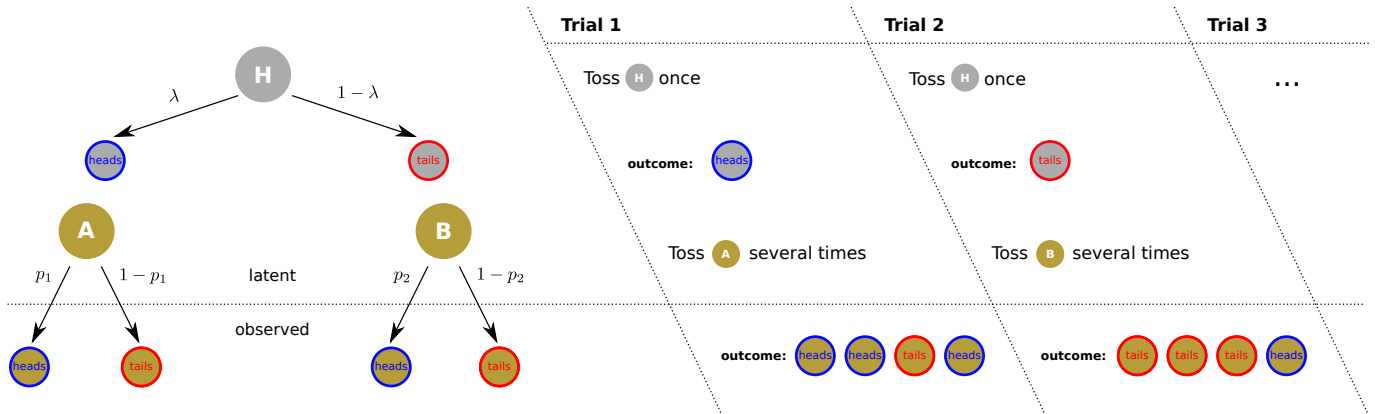 H
λ
1 − λ
heads
tails
A
B
p₁
1 − p₁
p₂
1 − p₂
latent
observed
heads
tails
heads
tails
Trial 1
Toss H once
outcome: heads
Toss A several times
outcome: heads heads tails heads
Trial 2
Toss H once
outcome: tails
Toss B several times
outcome: tails tails tails heads
Trial 3
...